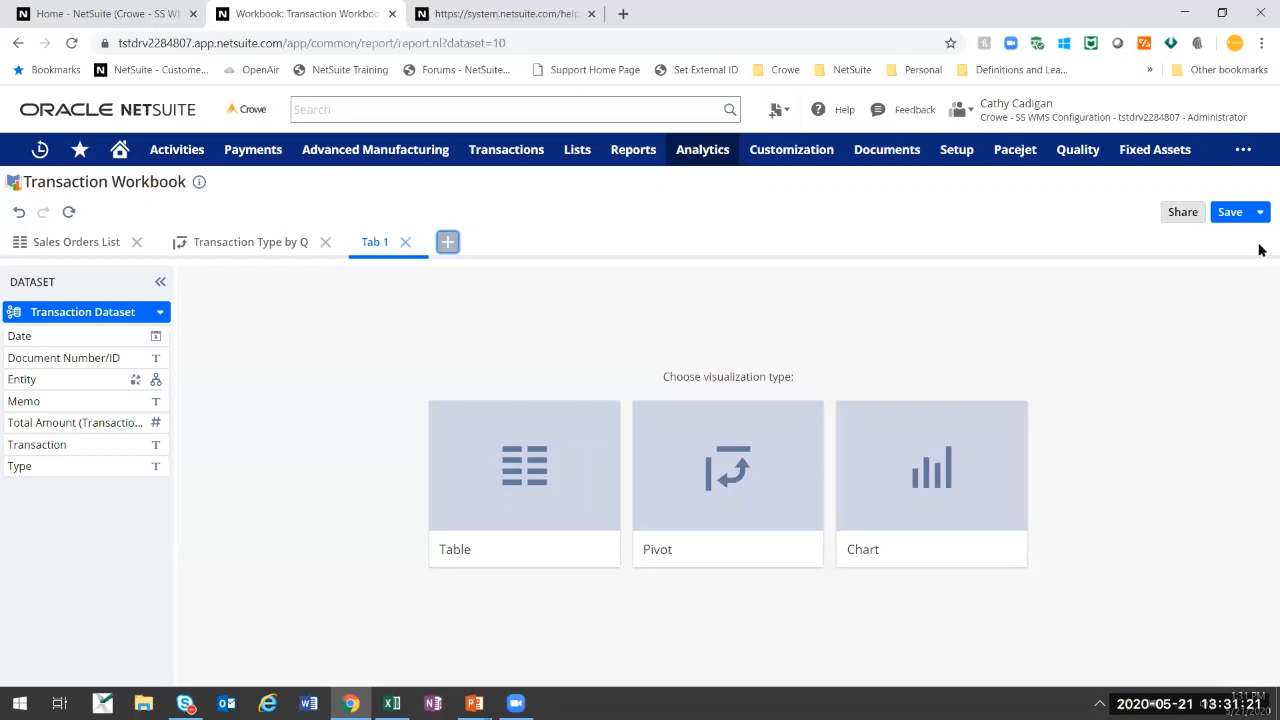 Home - NetSuite (Crowe - SS WM
Workbook: Transaction Workboo
https://system.netsuite.com/help
tstdrv2284807.app.netsuite.com/app/common/report/report.nl?dataset=10
Bookmarks
NetSuite - Custome...
OpenAir
NetSuite Training
Forums - NetSuite...
Support Home Page
Set External ID
Crowe
NetSuite
Personal
Definitions and Lea...
»
Other bookmarks
ORACLE NETSUITE
Crowe
Search
Help
Feedback
Cathy Cadigan
Crowe - SS WMS Configuration - tstdrv2284807 - Administrator
Activities
Payments
Advanced Manufacturing
Transactions
Lists
Reports
Analytics
Customization
Documents
Setup
Pacejet
Quality
Fixed Assets
Transaction Workbook
Share
Save
Sales Orders List
Transaction Type by Q
Tab 1
DATASET
Transaction Dataset
Date
Document Number/ID
Entity
Memo
Total Amount (Transactio...
Transaction
Type
Choose visualization type:
Table
Pivot
Chart
2020-05-21 13:31:21